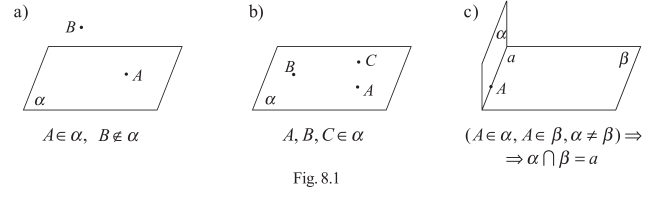 a)
B
A
α
A ∈ α, B ∉ α
b)
B
C
A
α
A, B, C ∈ α
c)
α
a
β
A
(A ∈ α, A ∈ β, α ≠ β) ⇒
⇒ α ⋂ β = a
Fig. 8.1